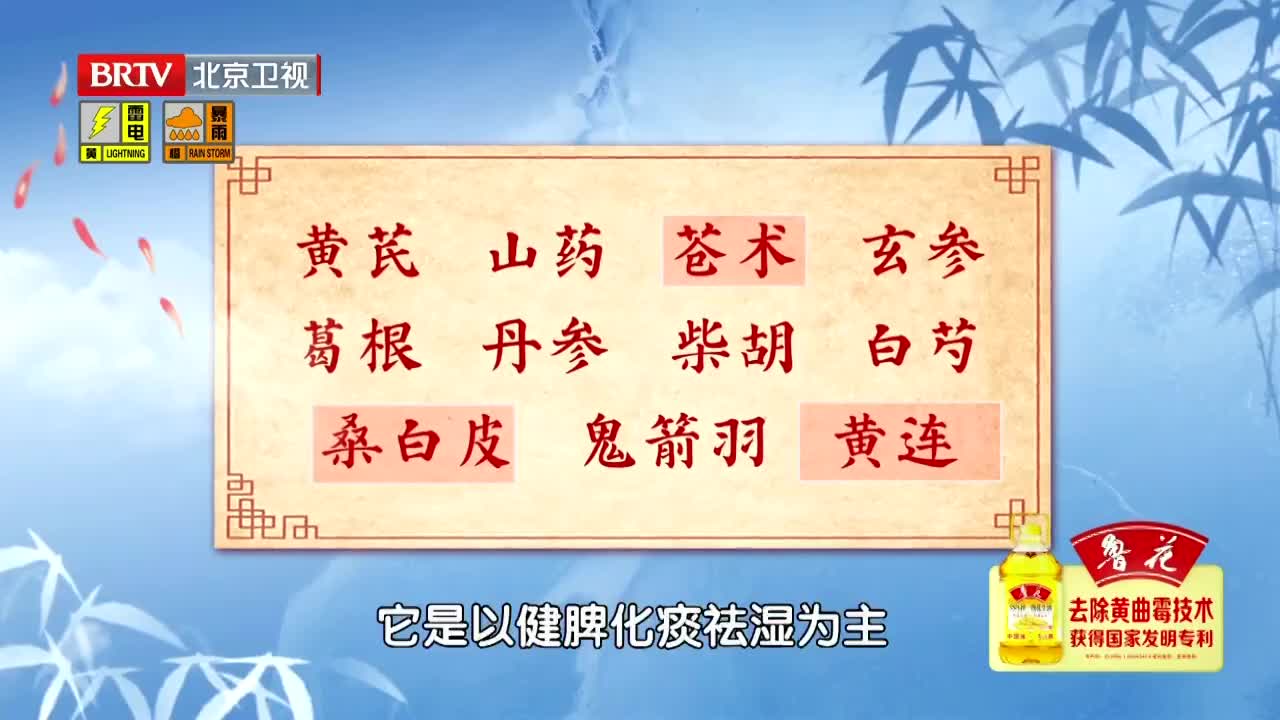 BRTV 北京卫视
雷电
黄 LIGHTNING
暴雨
橙 RAIN STORM
黄芪 山药 苍术 玄参
葛根 丹参 柴胡 白芍
桑白皮 鬼箭羽 黄连
鲁花
去除黄曲霉技术
获得国家发明专利
鲁花
它是以健脾化痰祛湿为主